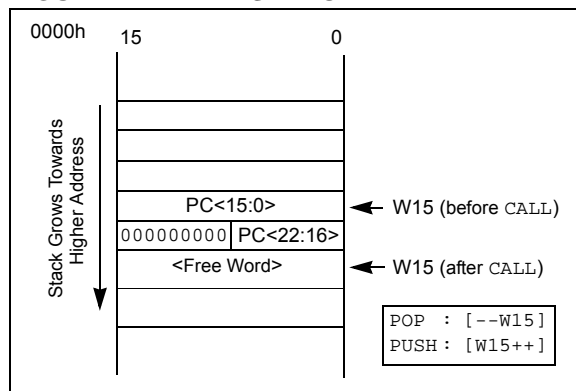 0000h
15 0
Stack Grows Towards
Higher Address
PC<15:0>
W15 (before CALL)
000000000 PC<22:16>
<Free Word>
W15 (after CALL)
POP : [--W15]
PUSH : [W15++]